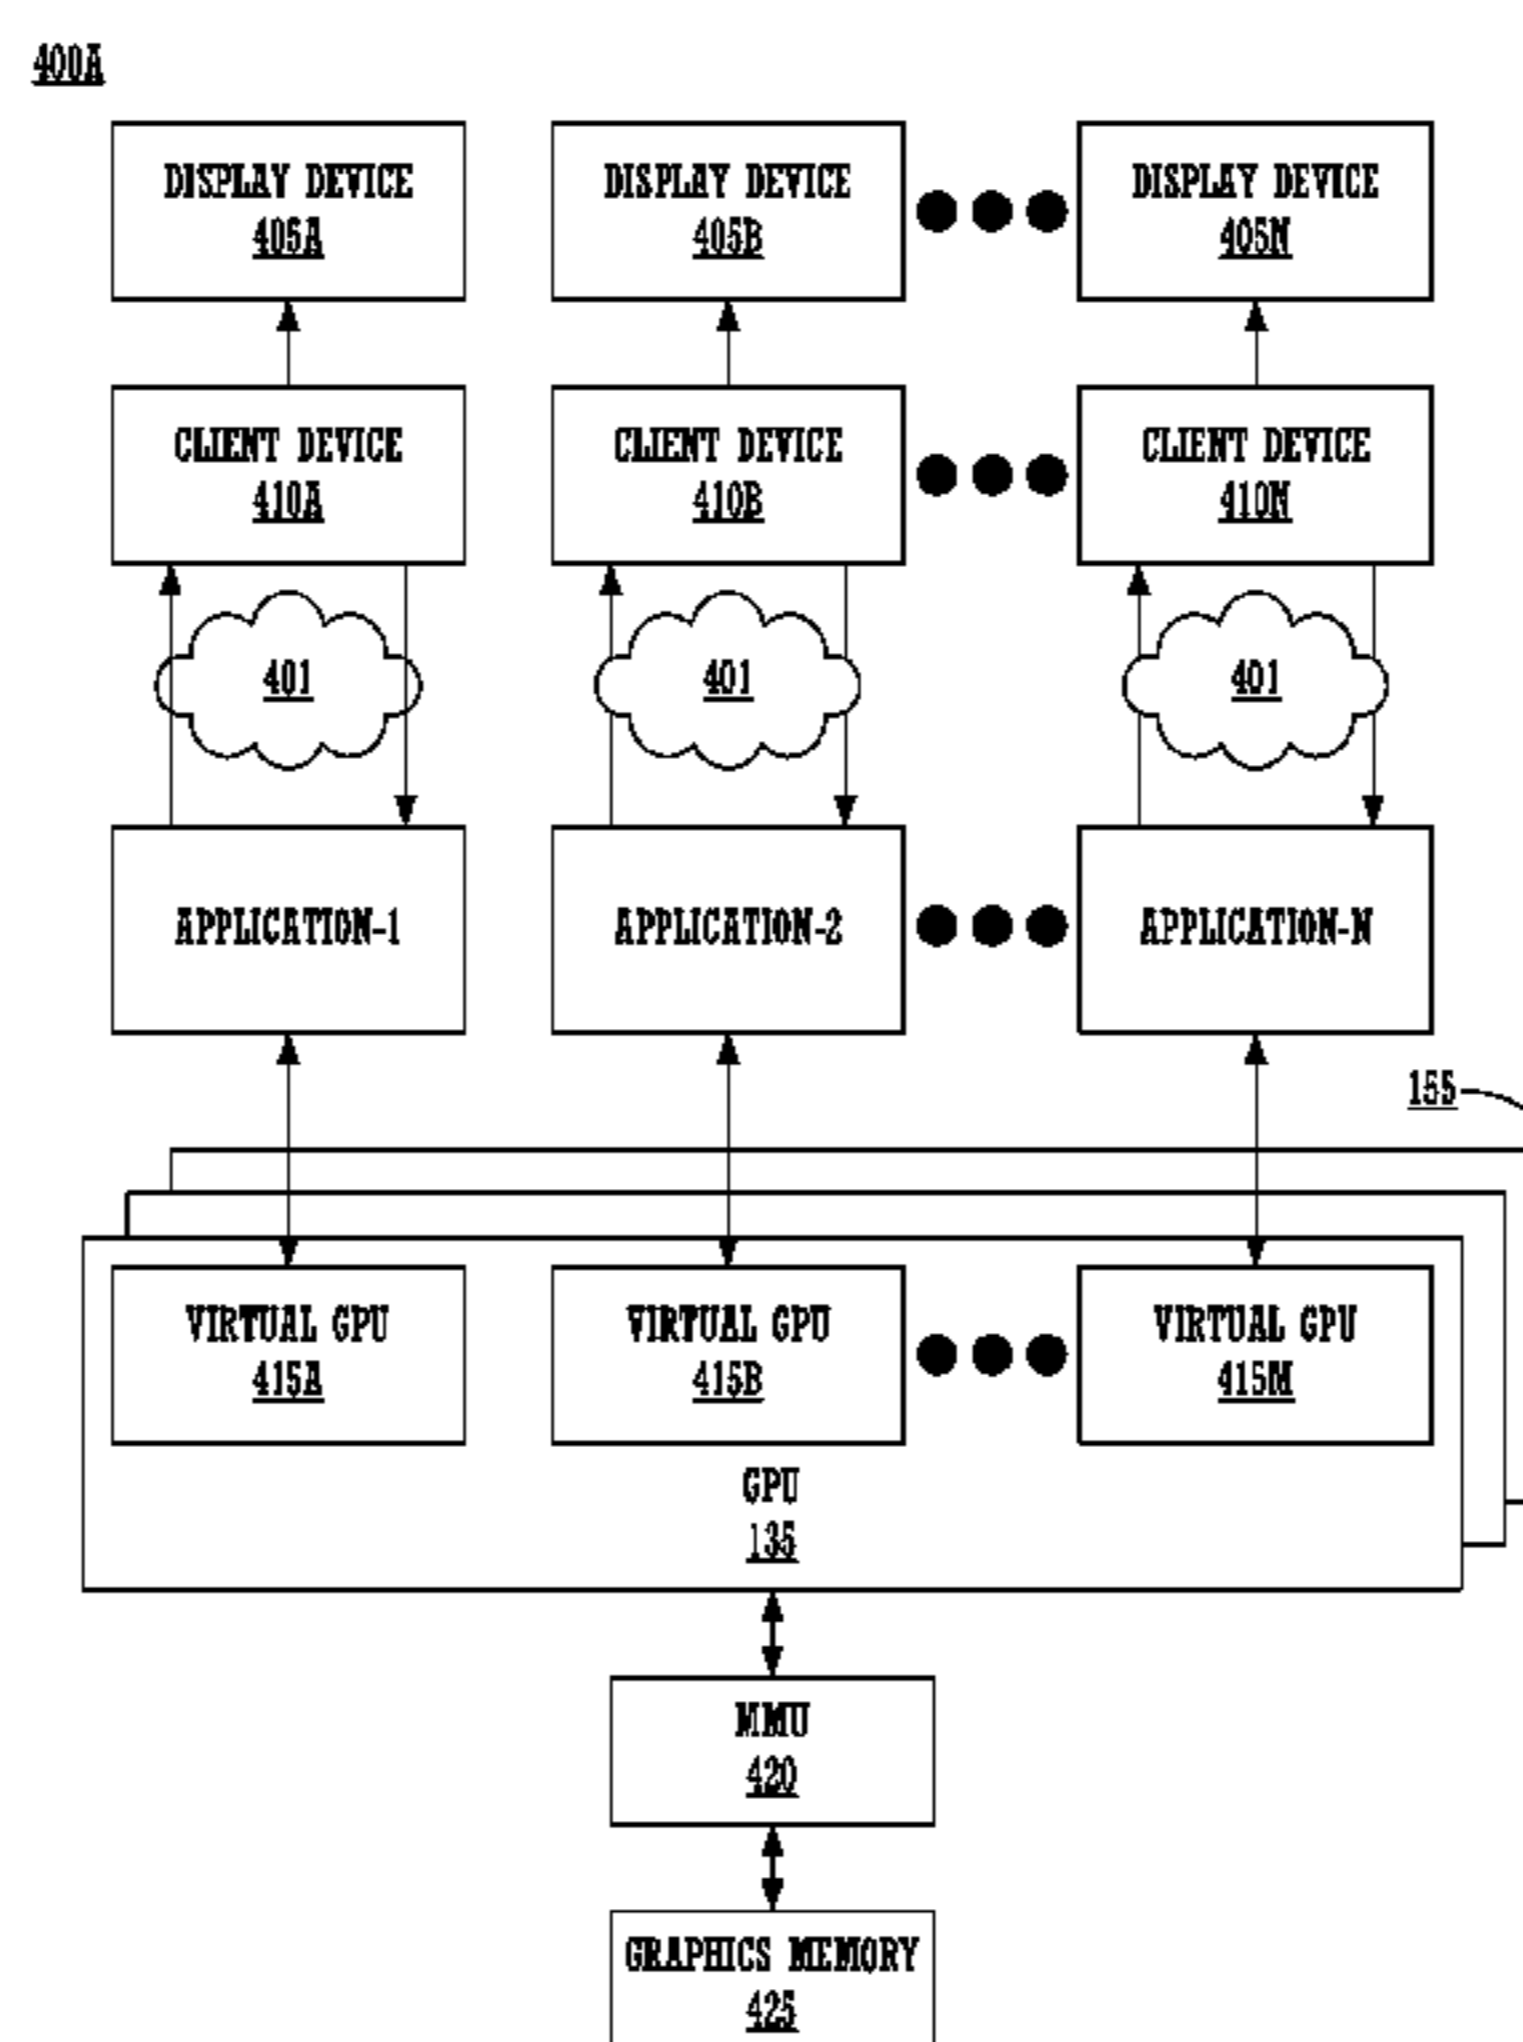 400A
DISPLAY DEVICE
405A
DISPLAY DEVICE
405B
DISPLAY DEVICE
405N
CLIENT DEVICE
410A
CLIENT DEVICE
410B
CLIENT DEVICE
410N
401
401
401
APPLICATION-1
APPLICATION-2
APPLICATION-N
155
VIRTUAL GPU
415A
VIRTUAL GPU
415B
VIRTUAL GPU
415M
GPU
135
MMU
420
GRAPHICS MEMORY
425